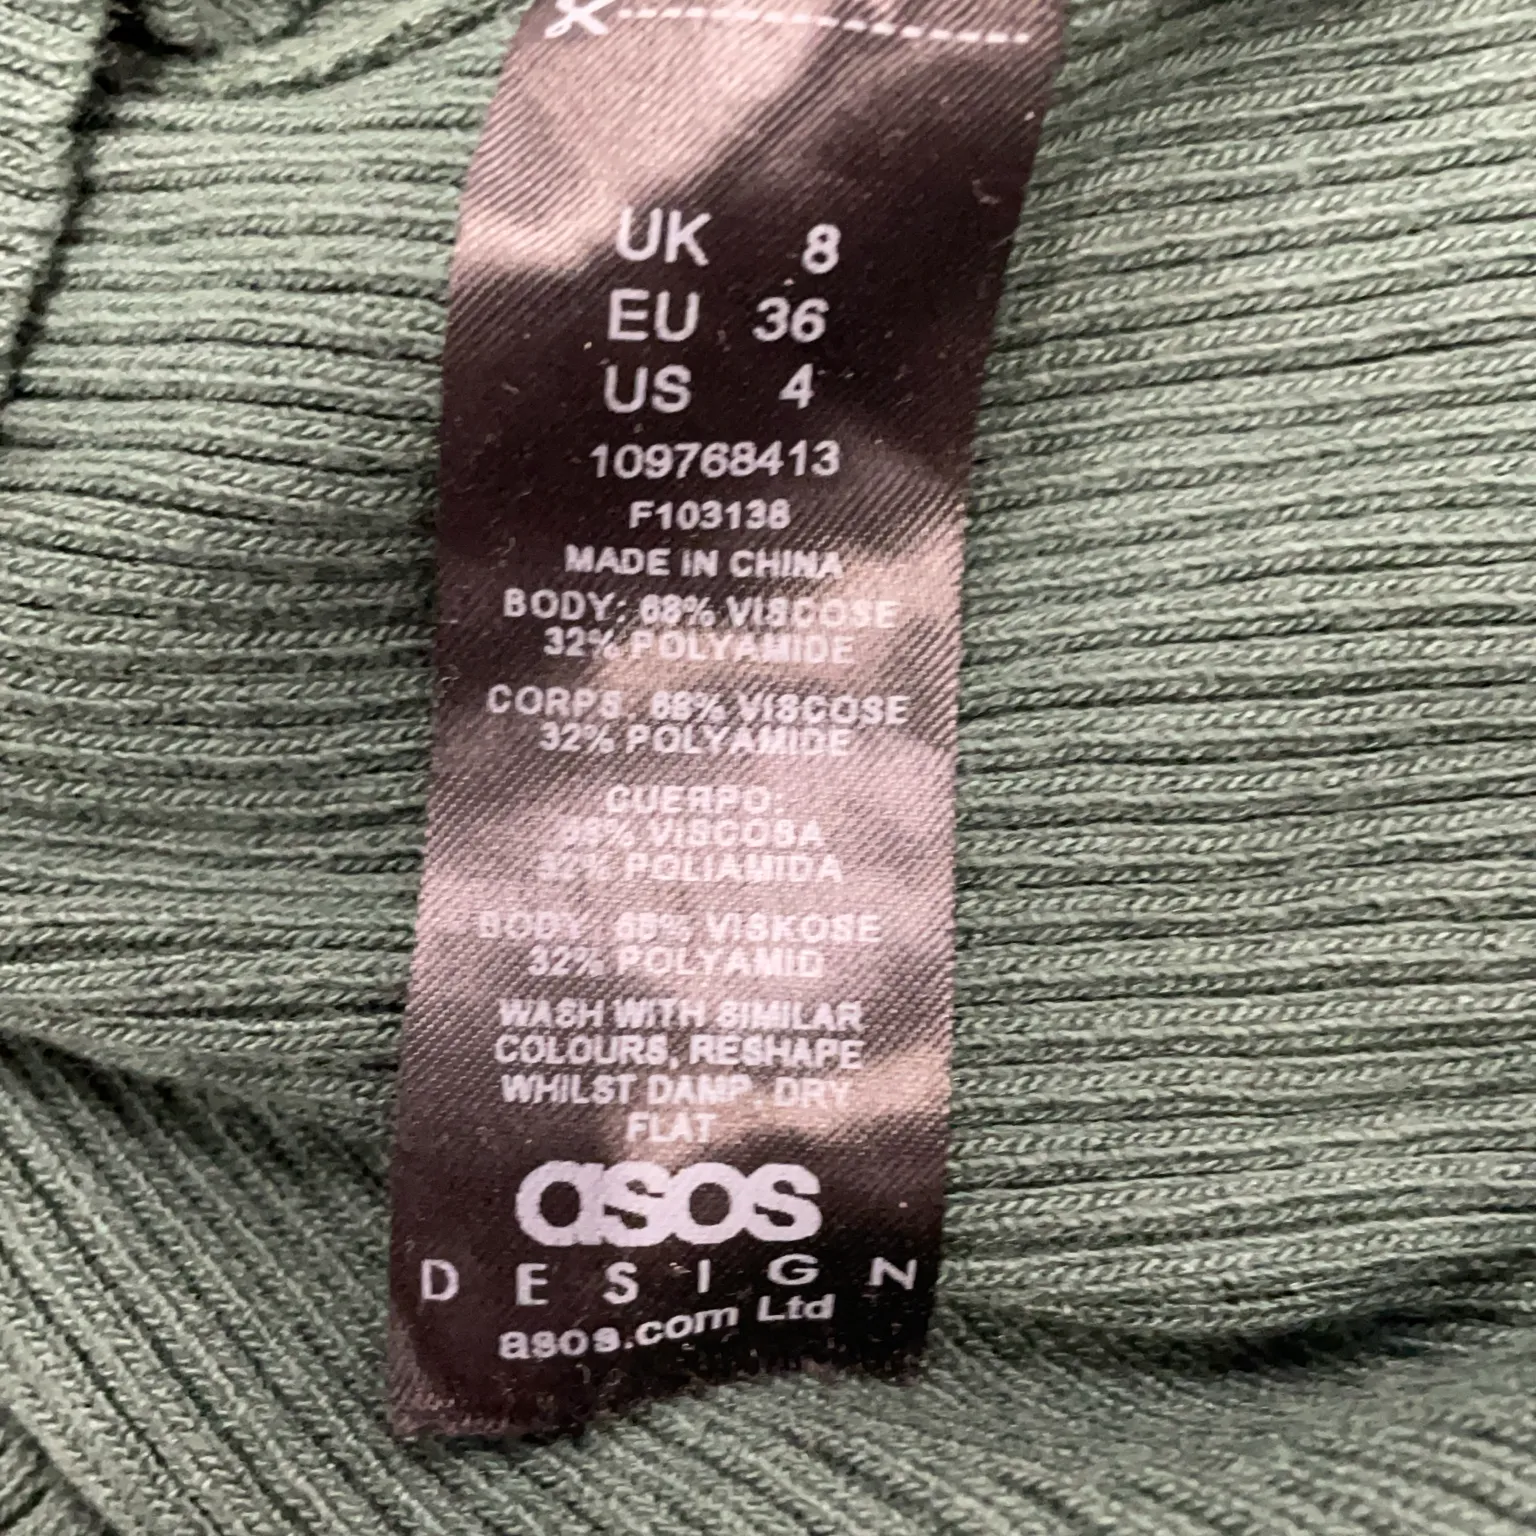 UK 8
EU 36
US 4
109768413
F103138
MADE IN CHINA
BODY: 68% VISCOSE
32% POLYAMIDE
CORPS: 68% VISCOSE
32% POLYAMIDE
CUERPO:
68% VISCOSA
32% POLIAMIDA
BODY: 68% VISKOSE
32% POLYAMID
WASH WITH SIMILAR
COLOURS, RESHAPE
WHILST DAMP, DRY
FLAT
asos
DESIGN
asos.com Ltd